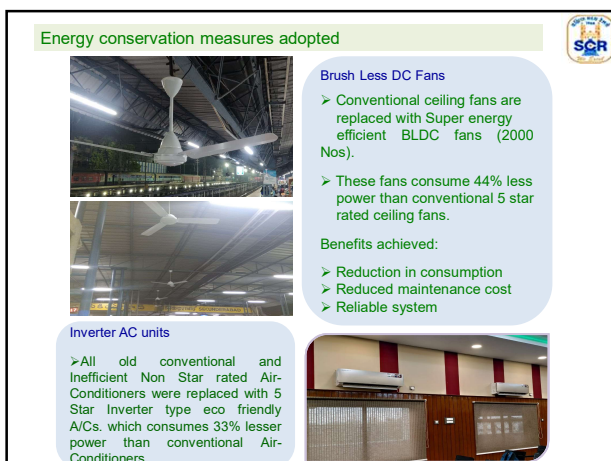 Energy conservation measures adopted
SCR
Brush Less DC Fans
➢ Conventional ceiling fans are
replaced with Super energy
efficient BLDC fans (2000
Nos).
➢ These fans consume 44% less
power than conventional 5 star
rated ceiling fans.
Benefits achieved:
➢ Reduction in consumption
➢ Reduced maintenance cost
➢ Reliable system
Inverter AC units
➢All old conventional and
Inefficient Non Star rated Air-
Conditioners were replaced with 5
Star Inverter type eco friendly
A/Cs. which consumes 33% lesser
power than conventional Air-
Conditioners